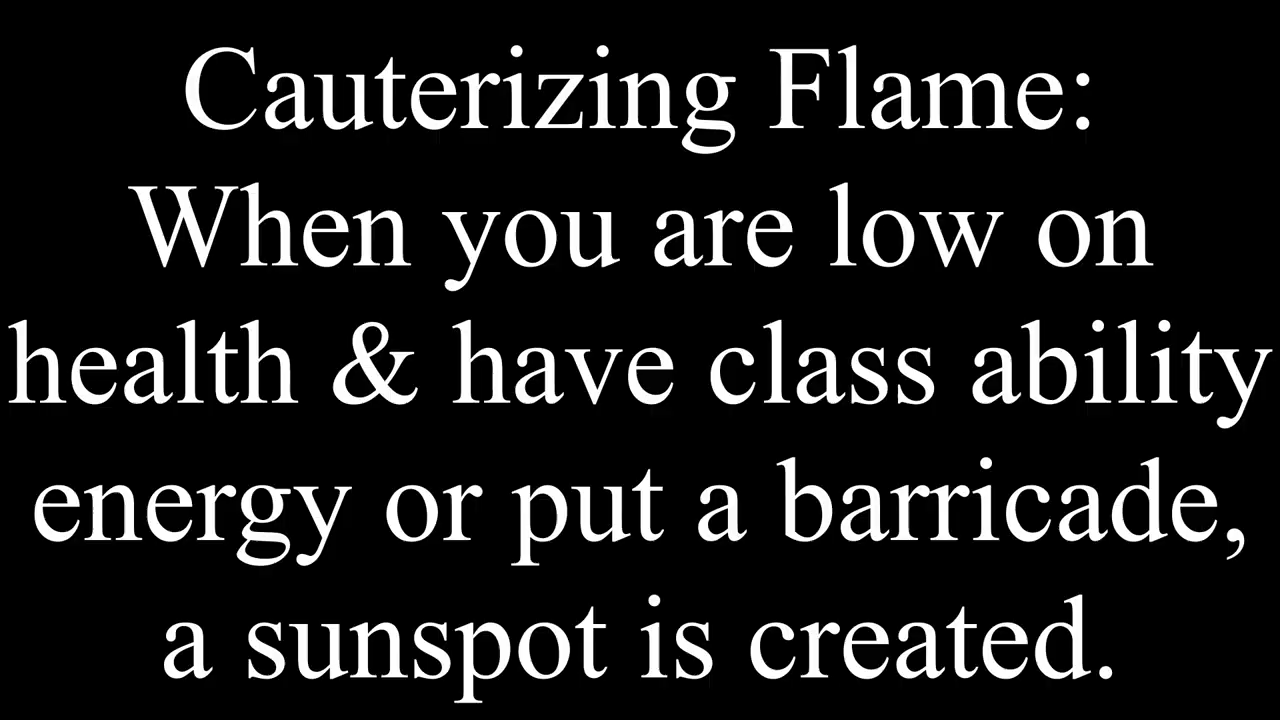 Cauterizing Flame:
When you are low on
health & have class ability
energy or put a barricade,
a sunspot is created.